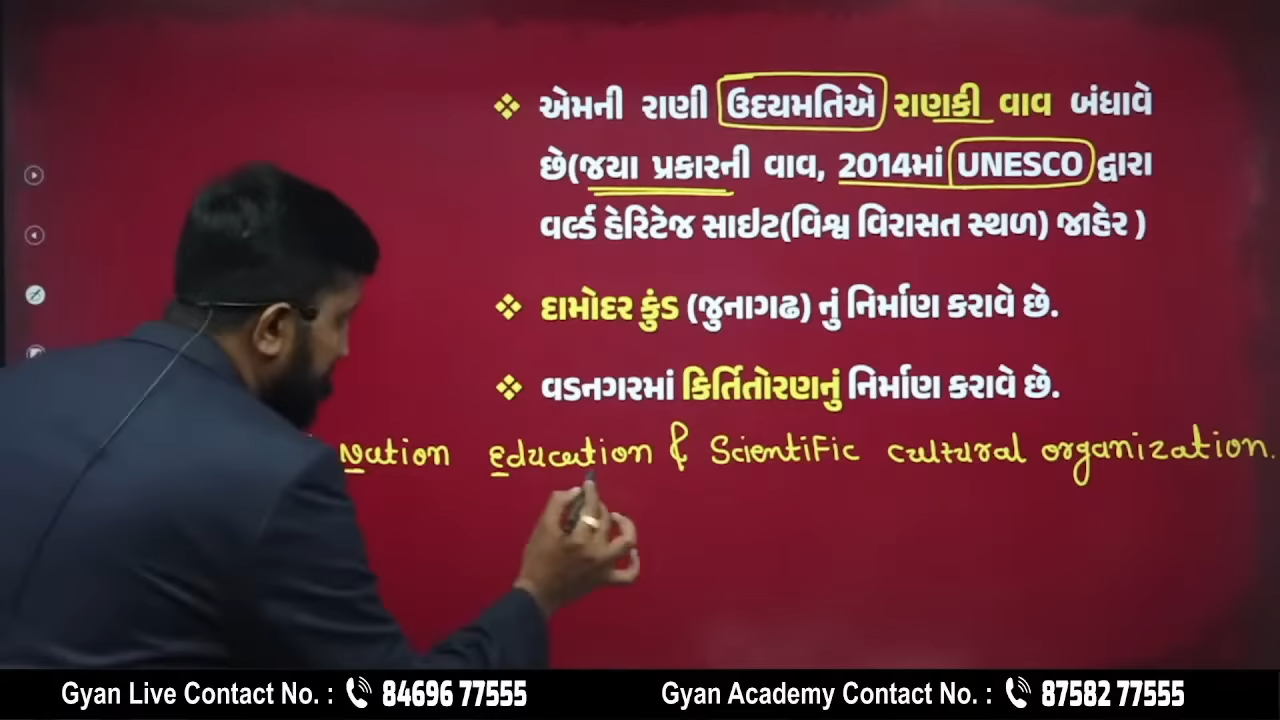 ❖ એમની રાણી ઉદયમતિએ રાણકી વાવ બંધાવે
છે(જયા પ્રકારની વાવ, 2014માં UNESCO દ્વારા
વર્લ્ડ હેરિટેજ સાઇટ(વિશ્વ વિરાસત સ્થળ) જાહેર )
❖ દામોદર કુંડ (જુનાગઢ) નું નિર્માણ કરાવે છે.
❖ વડનગરમાં કિર્તિતોરણનું નિર્માણ કરાવે છે.
Nation Education & Scientific cultural organization.
Gyan Live Contact No. : 84696 77555
Gyan Academy Contact No. : 87582 77555